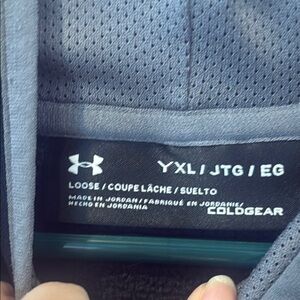 YXL / JTG / EG
LOOSE / COUPE LÂCHE / SUELTO
MADE IN JORDAN / FABRIQUÉ EN JORDANIE /
HECHO EN JORDANIA
COLDGEAR